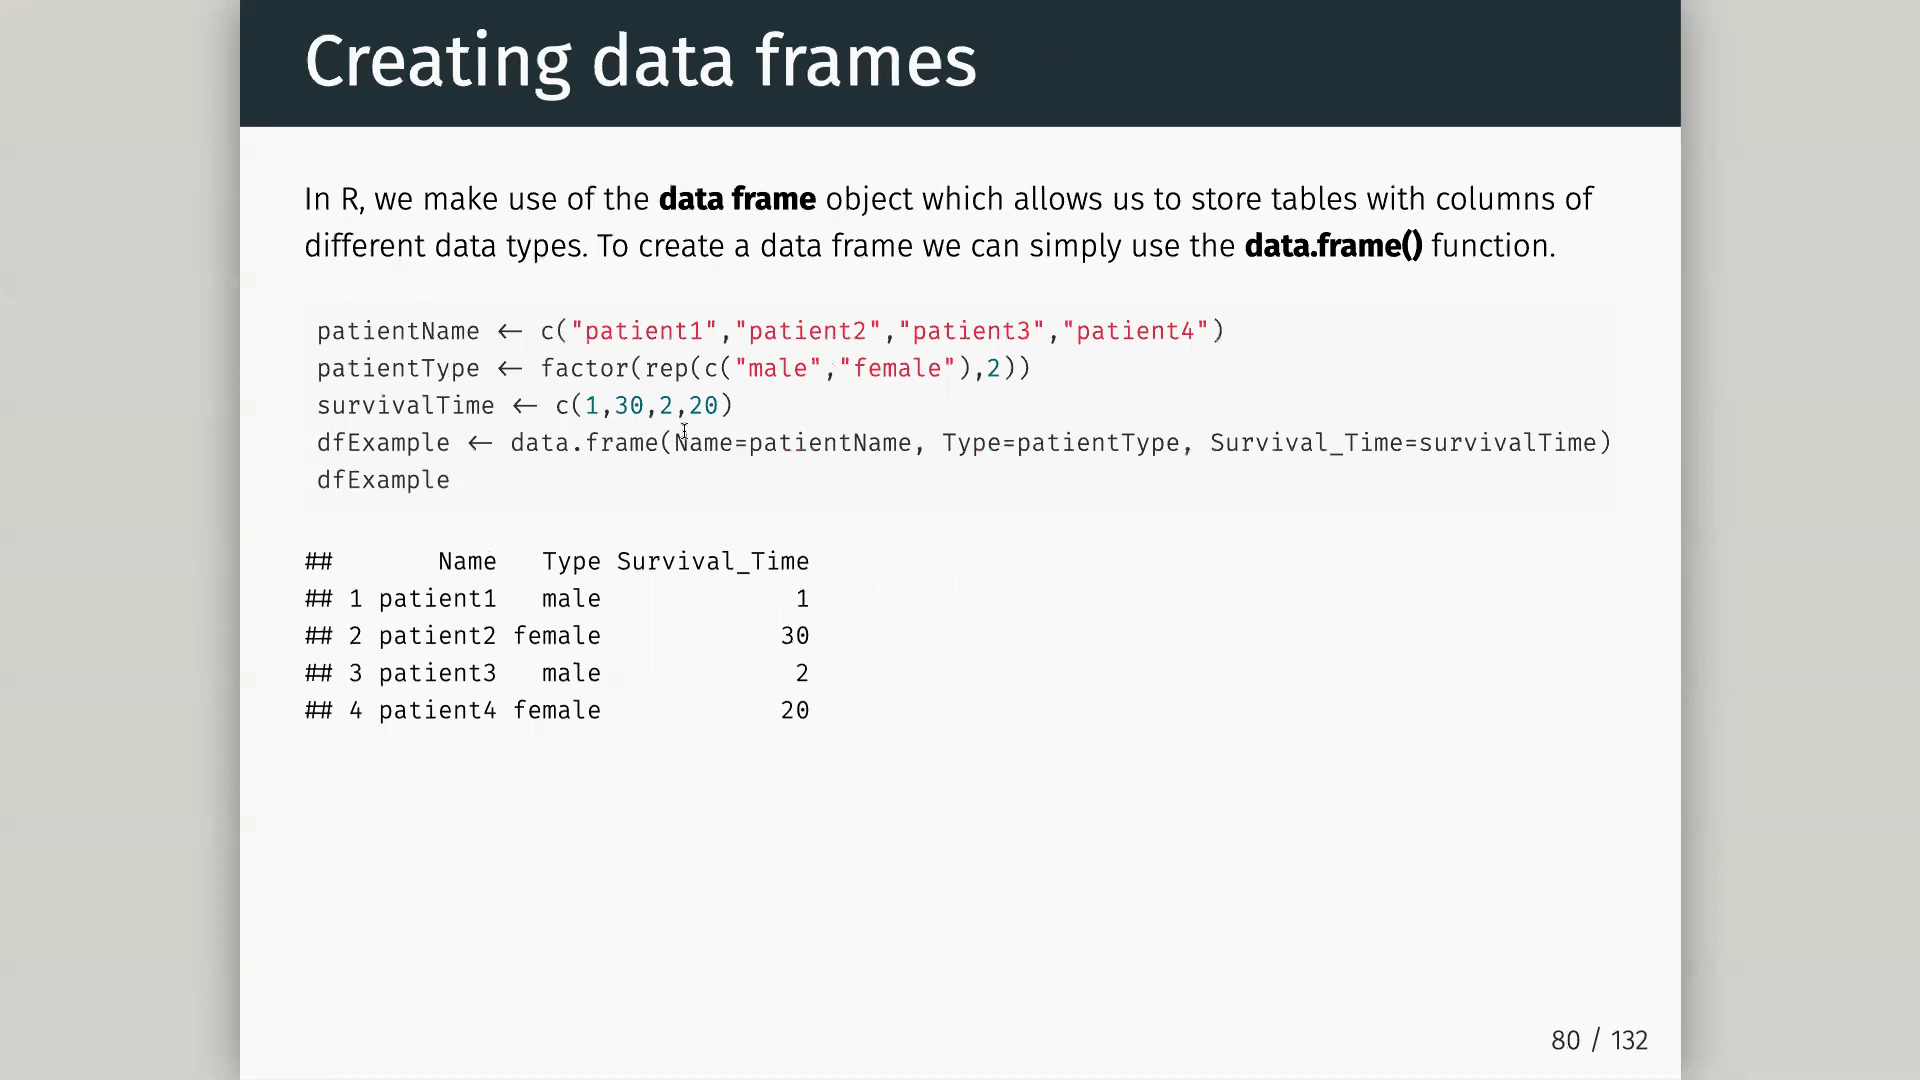 Creating data frames
In R, we make use of the data frame object which allows us to store tables with columns of
different data types. To create a data frame we can simply use the data.frame() function.
patientName <- c("patient1","patient2","patient3","patient4")
patientType <- factor(rep(c("male","female"),2))
survivalTime <- c(1,30,2,20)
dfExample <- data.frame(Name=patientName, Type=patientType, Survival_Time=survivalTime)
dfExample
##       Name   Type Survival_Time
## 1 patient1   male             1
## 2 patient2 female            30
## 3 patient3   male             2
## 4 patient4 female            20
80 / 132